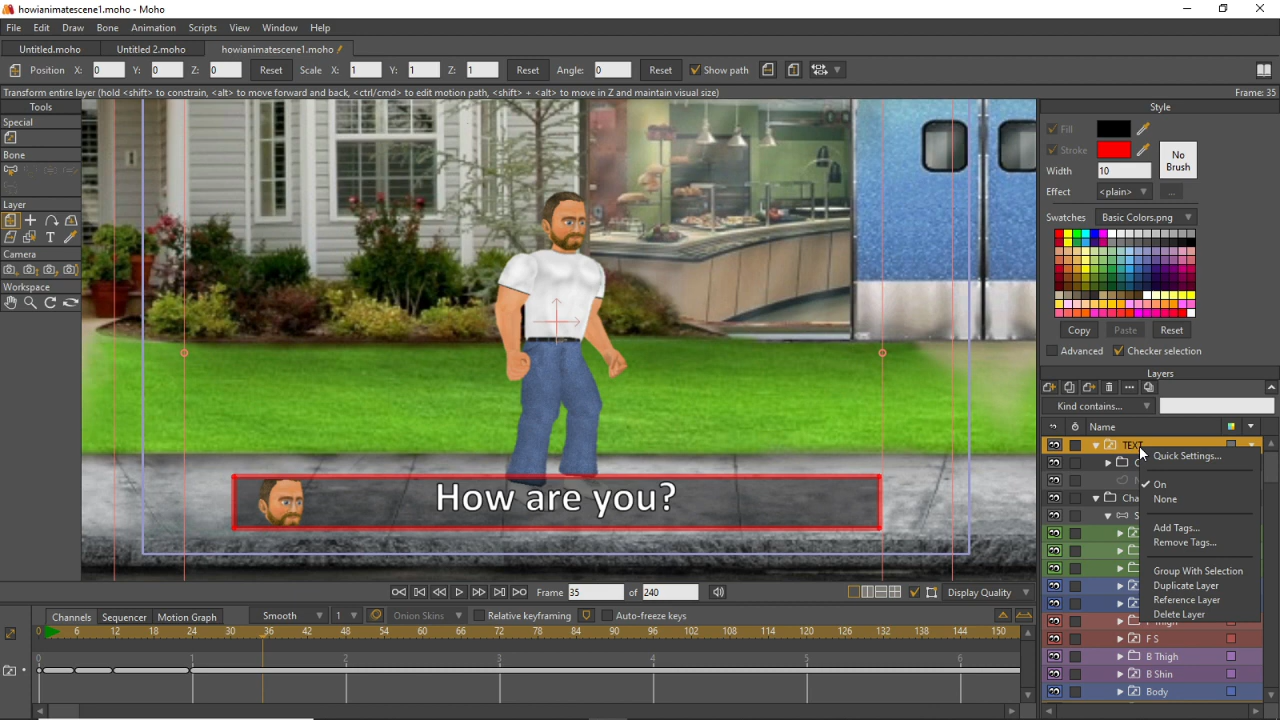 howianimatescene1.moho - Moho
File Edit Draw Bone Animation Scripts View Window Help
Untitled.moho Untitled 2.moho howianimatescene1.moho
Position X: 0 Y: 0 Z: 0 Reset Scale X: 1 Y: 1 Z: 1 Reset Angle: 0 Reset Show path
Transform entire layer (hold <shift> to constrain, <alt> to move forward and back, <ctrl/cmd> to edit motion path, <shift> + <alt> to move in Z and maintain visual size) Frame: 35
Tools
Special
Bone
Layer
Camera
Workspace
How are you?
Style
Fill
Stroke
No
Brush
Width 10
Effect <plain> ...
Swatches Basic Colors.png
Copy Paste Reset
Advanced Checker selection
Layers
Kind contains...
Name
TEXT
Cha
S
F Thigh
F S
B Thigh
B Shin
Body
Quick Settings...
On
None
Add Tags...
Remove Tags...
Group With Selection
Duplicate Layer
Reference Layer
Delete Layer
Frame 35 of 240 Display Quality
Channels Sequencer Motion Graph Smooth 1 Onion Skins Relative keyframing Auto-freeze keys
0 6 12 18 24 30 36 42 48 54 60 66 72 78 84 90 96 102 108 114 120 126 132 138 144 150
0 1 2 3 4 5 6